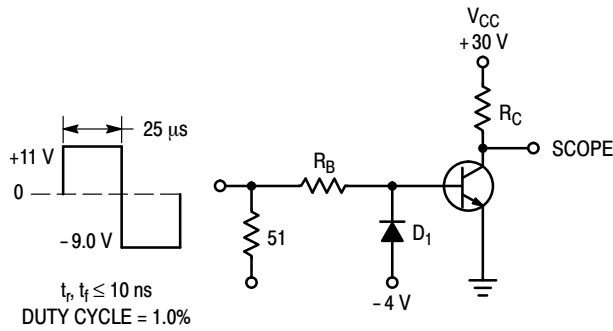 V_CC
+30 V
R_C
25 μs
SCOPE
+11 V
R_B
0
51
D_1
-9.0 V
-4 V
t_r, t_f ≤ 10 ns
DUTY CYCLE = 1.0%